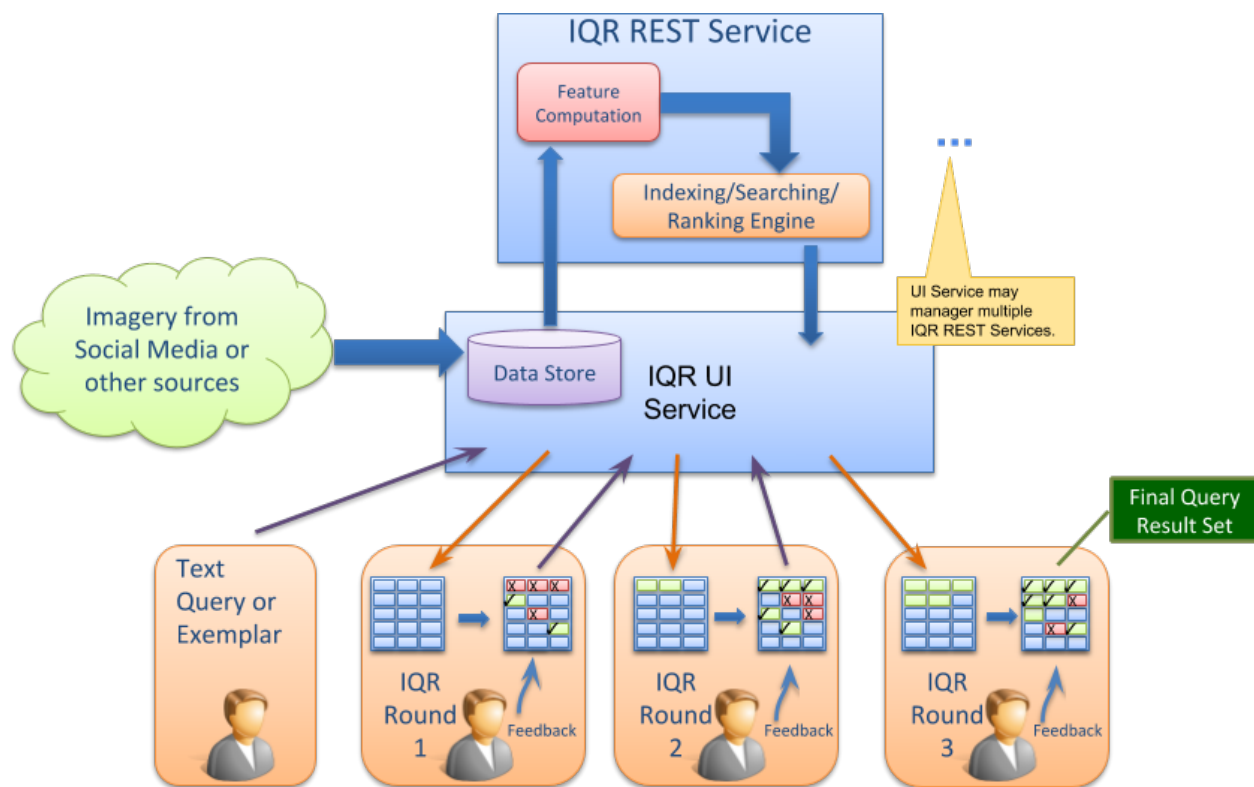 IQR REST Service
Feature
Computation
Indexing/Searching/
Ranking Engine
UI Service may
manager multiple
IQR REST Services.
Imagery from
Social Media or
other sources
Data Store
IQR UI
Service
Final Query
Result Set
Text
Query or
Exemplar
IQR
Round
1
Feedback
IQR
Round
2
Feedback
IQR
Round
3
Feedback